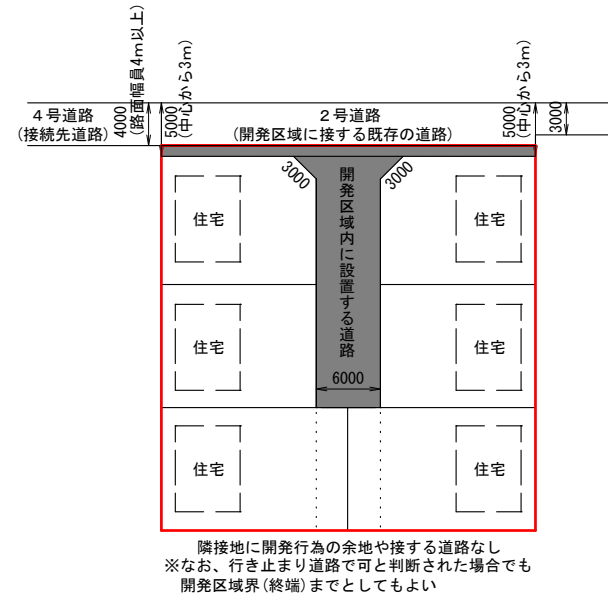 4000
(路面幅員4m以上)
5000
(中心から3m)
5000
(中心から3m)
3000
4号道路
(接続先道路)
2号道路
(開発区域に接する既存の道路)
3000
3000
開発区域内に設置する道路
住宅
住宅
住宅
住宅
6000
住宅
住宅
隣接地に開発行為の余地や接する道路なし
※なお、行き止まり道路で可と判断された場合でも
開発区域界(終端)までとしてもよい